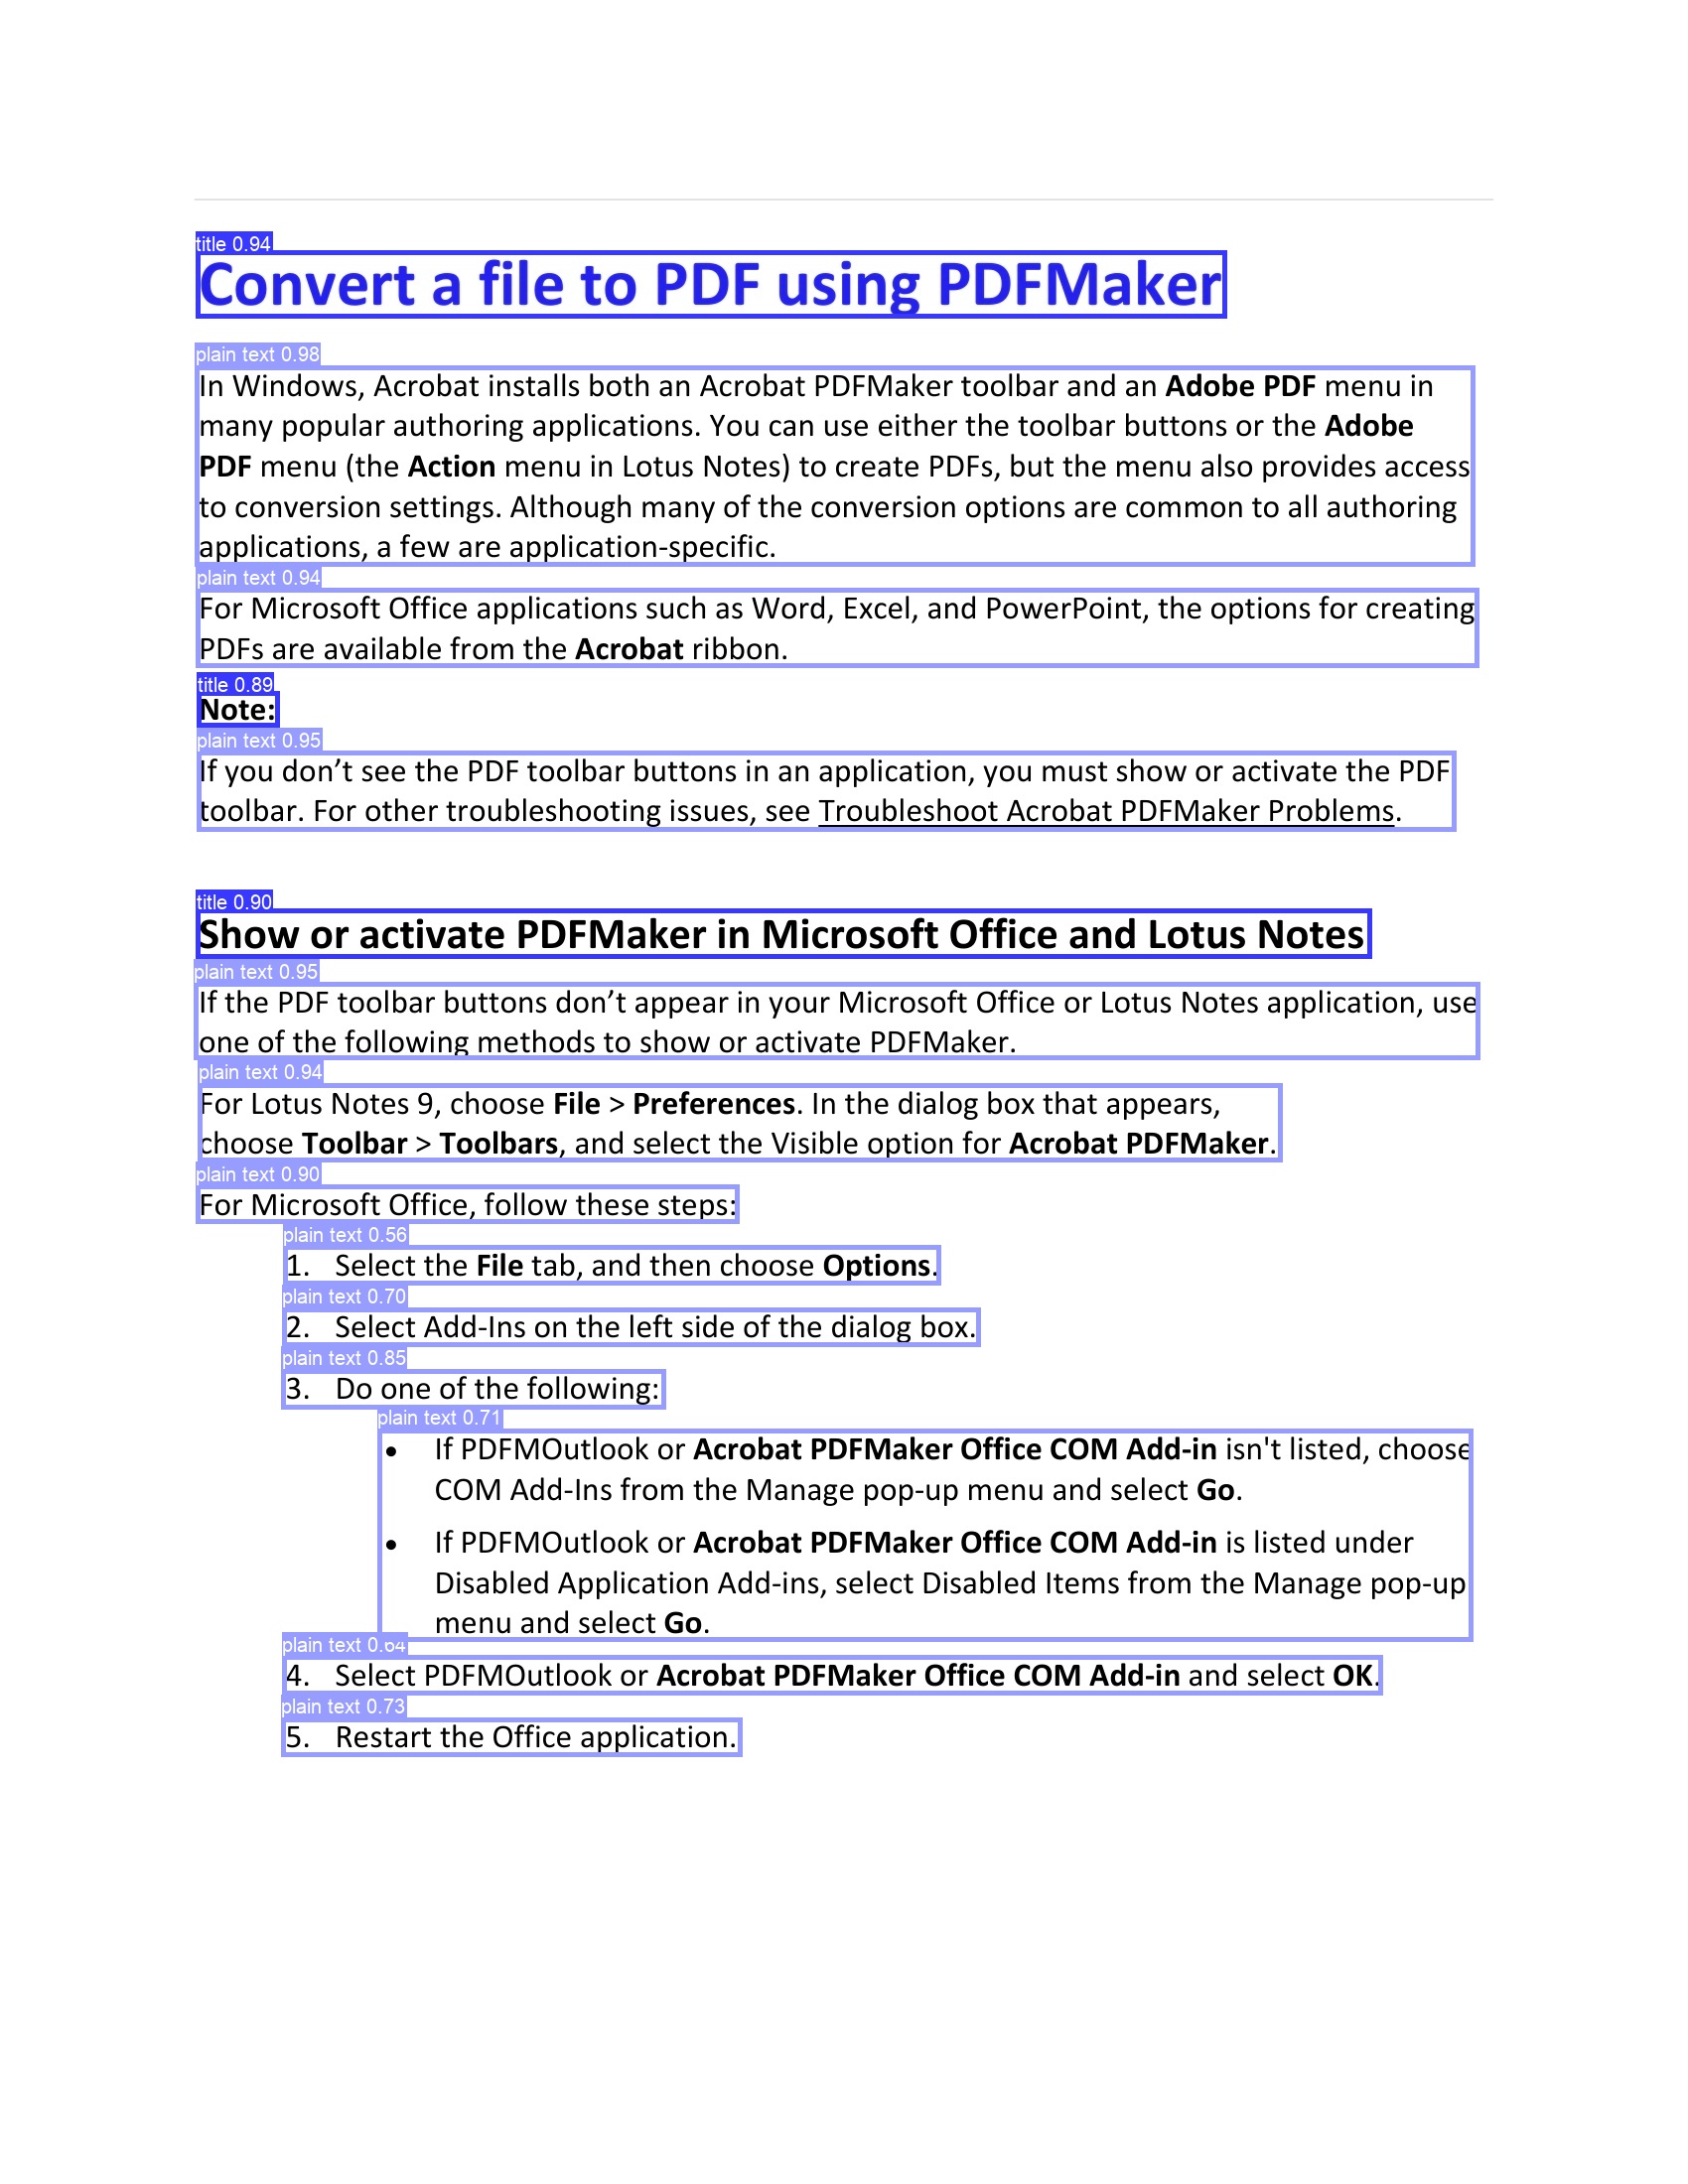 title 0.94
Convert a file to PDF using PDFMaker
plain text 0.98
In Windows, Acrobat installs both an Acrobat PDFMaker toolbar and an Adobe PDF menu in
many popular authoring applications. You can use either the toolbar buttons or the Adobe
PDF menu (the Action menu in Lotus Notes) to create PDFs, but the menu also provides access
to conversion settings. Although many of the conversion options are common to all authoring
applications, a few are application-specific.
plain text 0.94
For Microsoft Office applications such as Word, Excel, and PowerPoint, the options for creating
PDFs are available from the Acrobat ribbon.
title 0.89
Note:
plain text 0.95
If you don’t see the PDF toolbar buttons in an application, you must show or activate the PDF
toolbar. For other troubleshooting issues, see Troubleshoot Acrobat PDFMaker Problems.
title 0.90
Show or activate PDFMaker in Microsoft Office and Lotus Notes
plain text 0.95
If the PDF toolbar buttons don’t appear in your Microsoft Office or Lotus Notes application, use
one of the following methods to show or activate PDFMaker.
plain text 0.94
For Lotus Notes 9, choose File > Preferences. In the dialog box that appears,
choose Toolbar > Toolbars, and select the Visible option for Acrobat PDFMaker.
plain text 0.90
For Microsoft Office, follow these steps:
plain text 0.56
1. Select the File tab, and then choose Options.
plain text 0.70
2. Select Add-Ins on the left side of the dialog box.
plain text 0.85
3. Do one of the following:
plain text 0.71
• If PDFMOutlook or Acrobat PDFMaker Office COM Add-in isn't listed, choose
COM Add-Ins from the Manage pop-up menu and select Go.
• If PDFMOutlook or Acrobat PDFMaker Office COM Add-in is listed under
Disabled Application Add-ins, select Disabled Items from the Manage pop-up
menu and select Go.
plain text 0.64
4. Select PDFMOutlook or Acrobat PDFMaker Office COM Add-in and select OK.
plain text 0.73
5. Restart the Office application.